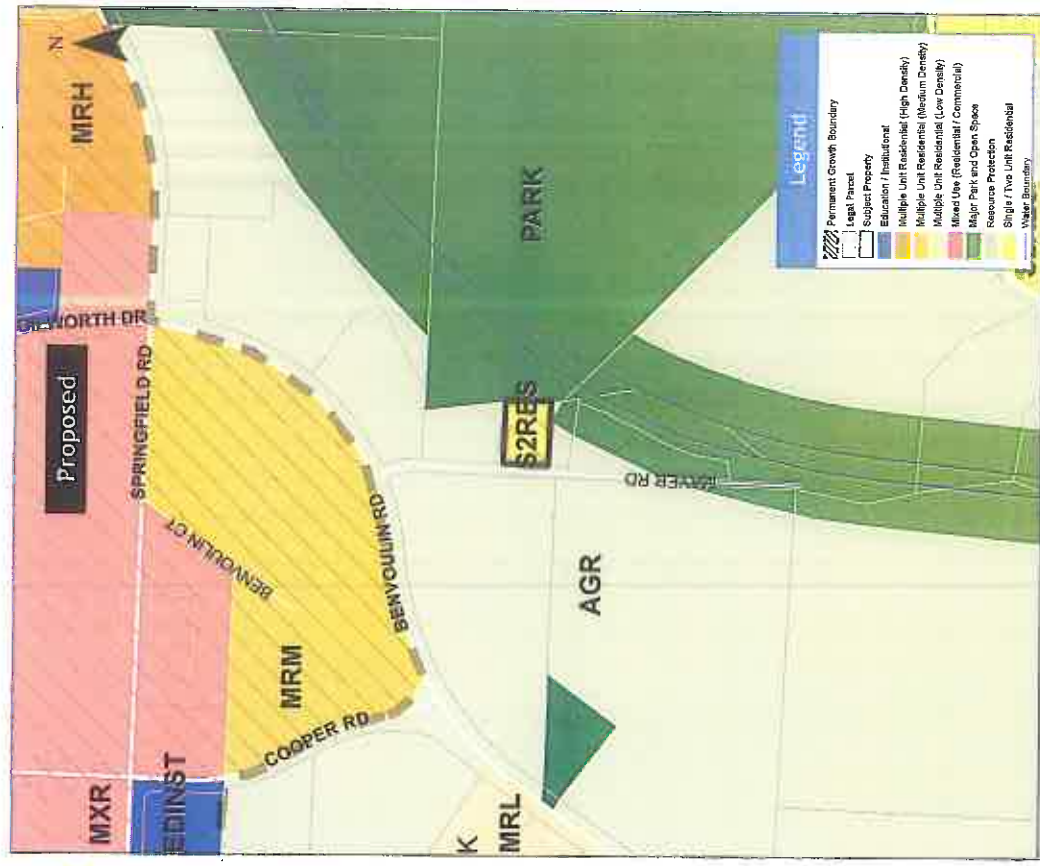 N
MRH
DILWORTH DR
Proposed
SPRINGFIELD RD
BENVOULIN CT
BENVOULIN RD
PARK
S2RES
MAYER RD
AGR
MRM
COOPER RD
MXR
EDINST
K
MRL
Legend
Permanent Growth Boundary
Legal Parcel
Subject Property
Education / Institutional
Multiple Unit Residential (High Density)
Multiple Unit Residential (Medium Density)
Multiple Unit Residential (Low Density)
Mixed Use (Residential / Commercial)
Major Park and Open Space
Resource Protection
Single / Two Unit Residential
Water Boundary